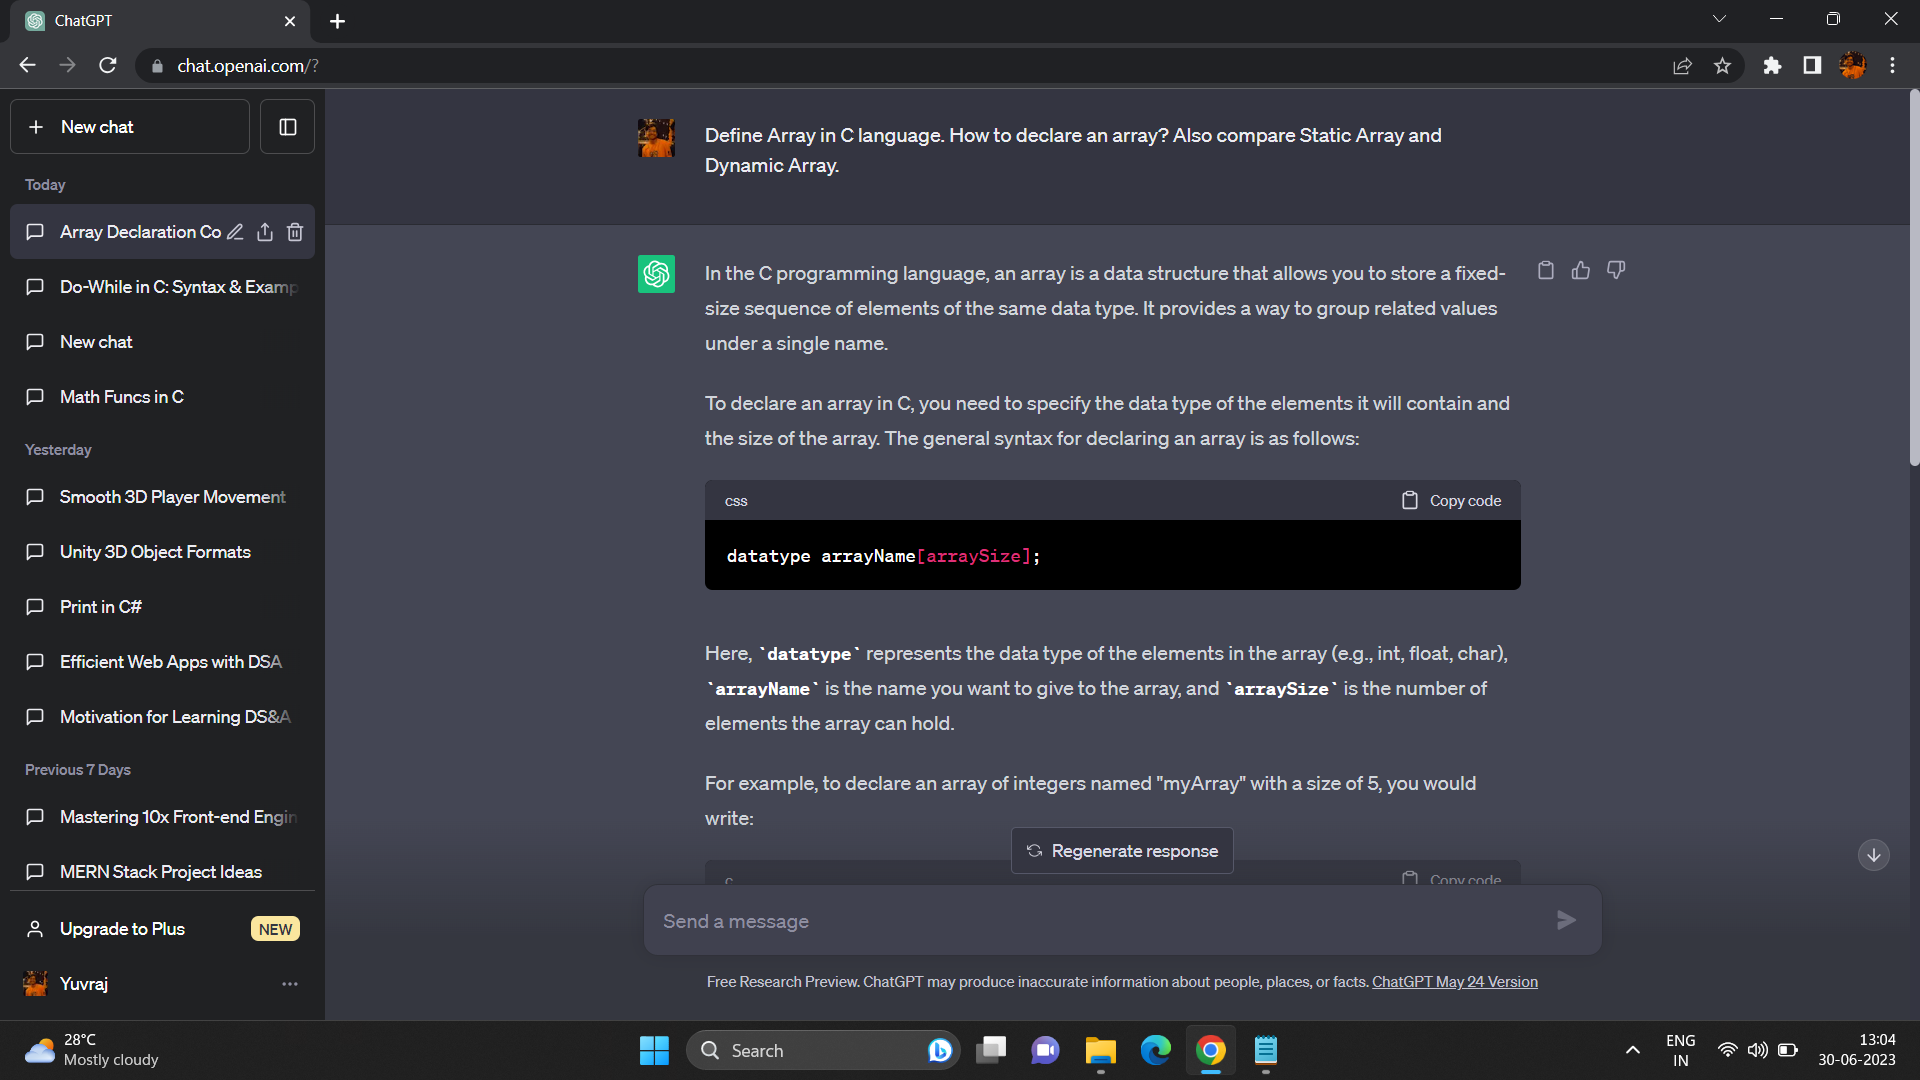 ChatGPT
chat.openai.com/?
New chat
Today
Array Declaration Co
Do-While in C: Syntax & Examp
New chat
Math Funcs in C
Yesterday
Smooth 3D Player Movement
Unity 3D Object Formats
Print in C#
Efficient Web Apps with DSA
Motivation for Learning DS&A
Previous 7 Days
Mastering 10x Front-end Engin
MERN Stack Project Ideas
Upgrade to Plus NEW
Yuvraj
Define Array in C language. How to declare an array? Also compare Static Array and
Dynamic Array.
In the C programming language, an array is a data structure that allows you to store a fixed-
size sequence of elements of the same data type. It provides a way to group related values
under a single name.
To declare an array in C, you need to specify the data type of the elements it will contain and
the size of the array. The general syntax for declaring an array is as follows:
css Copy code
datatype arrayName[arraySize];
Here, `datatype` represents the data type of the elements in the array (e.g., int, float, char),
`arrayName` is the name you want to give to the array, and `arraySize` is the number of
elements the array can hold.
For example, to declare an array of integers named "myArray" with a size of 5, you would
write:
Regenerate response
c Copy code
Send a message
Free Research Preview. ChatGPT may produce inaccurate information about people, places, or facts. ChatGPT May 24 Version
28°C
Mostly cloudy
Search
ENG
IN
13:04
30-06-2023